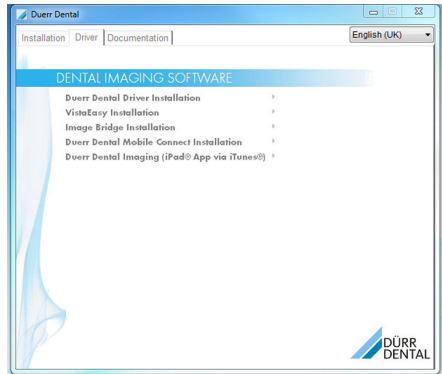 Duerr Dental
Installation Driver Documentation English (UK)
DENTAL IMAGING SOFTWARE
Duerr Dental Driver Installation
VistaEasy Installation
Image Bridge Installation
Duerr Dental Mobile Connect Installation
Duerr Dental Imaging (iPad® App via iTunes®)
DÜRR
DENTAL